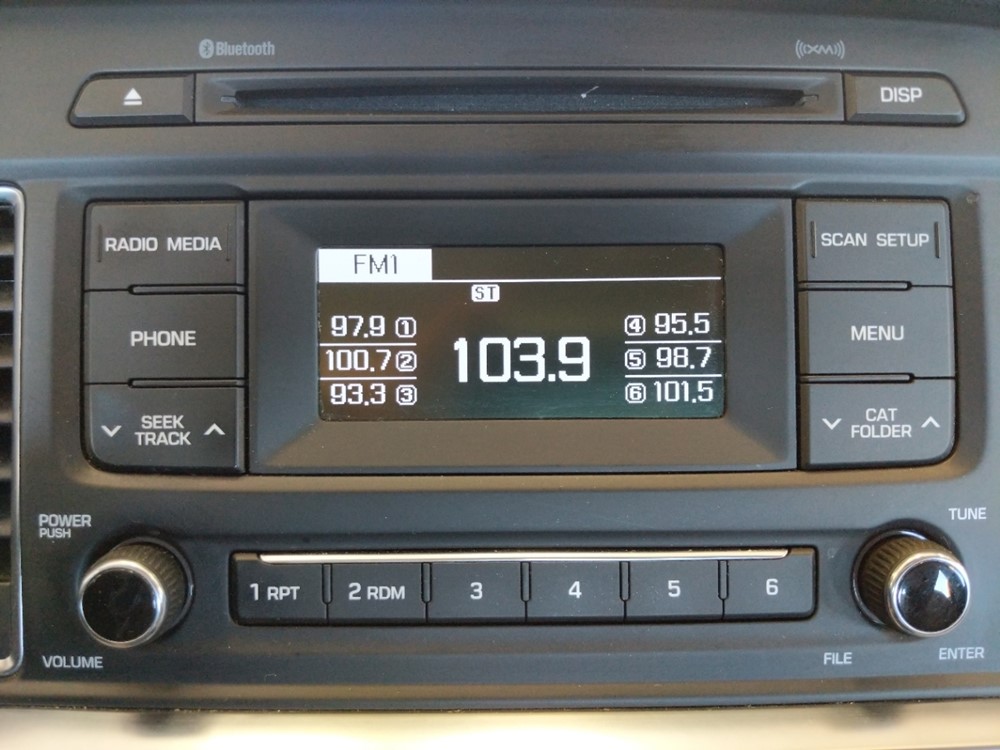 Bluetooth
((XM))
DISP
RADIO MEDIA
SCAN SETUP
FM1
ST
97.9 1
4 95.5
PHONE
103.9
MENU
100.7 2
5 98.7
93.3 3
6 101.5
SEEK
TRACK
CAT
FOLDER
POWER
PUSH
TUNE
1 RPT
2 RDM
3
4
5
6
VOLUME
FILE
ENTER